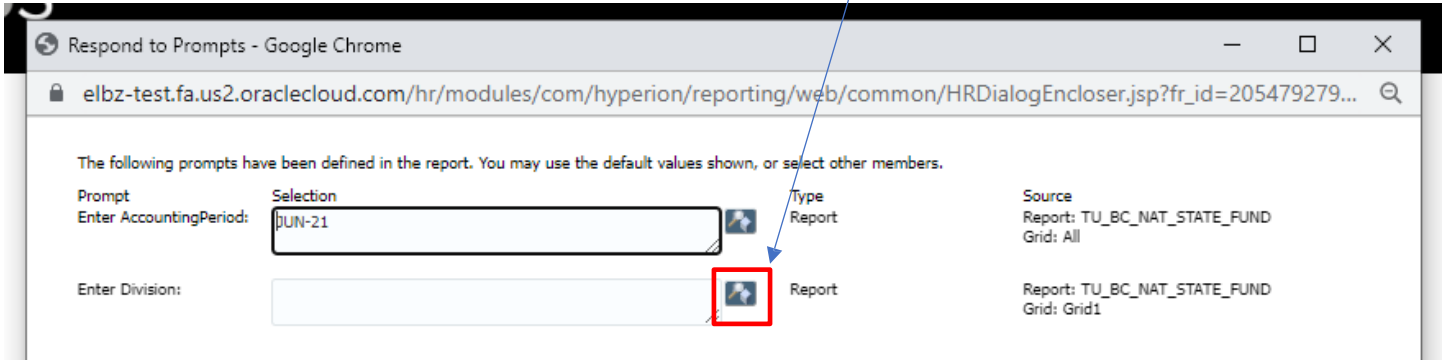 Respond to Prompts - Google Chrome
elbz-test.fa.us2.oraclecloud.com/hr/modules/com/hyperion/reporting/web/common/HRDialogEncloser.jsp?fr_id=205479279...
The following prompts have been defined in the report. You may use the default values shown, or select other members.
Prompt Selection Type Source
Enter AccountingPeriod: JUN-21 Report Report: TU_BC_NAT_STATE_FUND
Grid: All
Enter Division: Report Report: TU_BC_NAT_STATE_FUND
Grid: Grid1